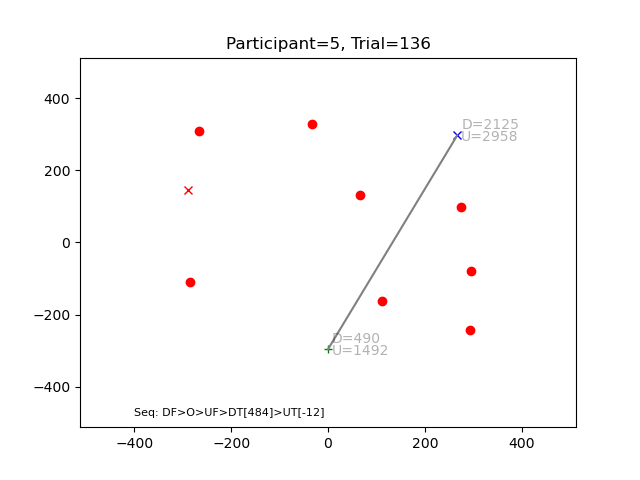 Participant=5, Trial=136
400
200
0
−200
−400
D=2125
U=2958
D=490
U=1492
Seq: DF>O>UF>DT[484]>UT[-12]
−400
−200
0
200
400